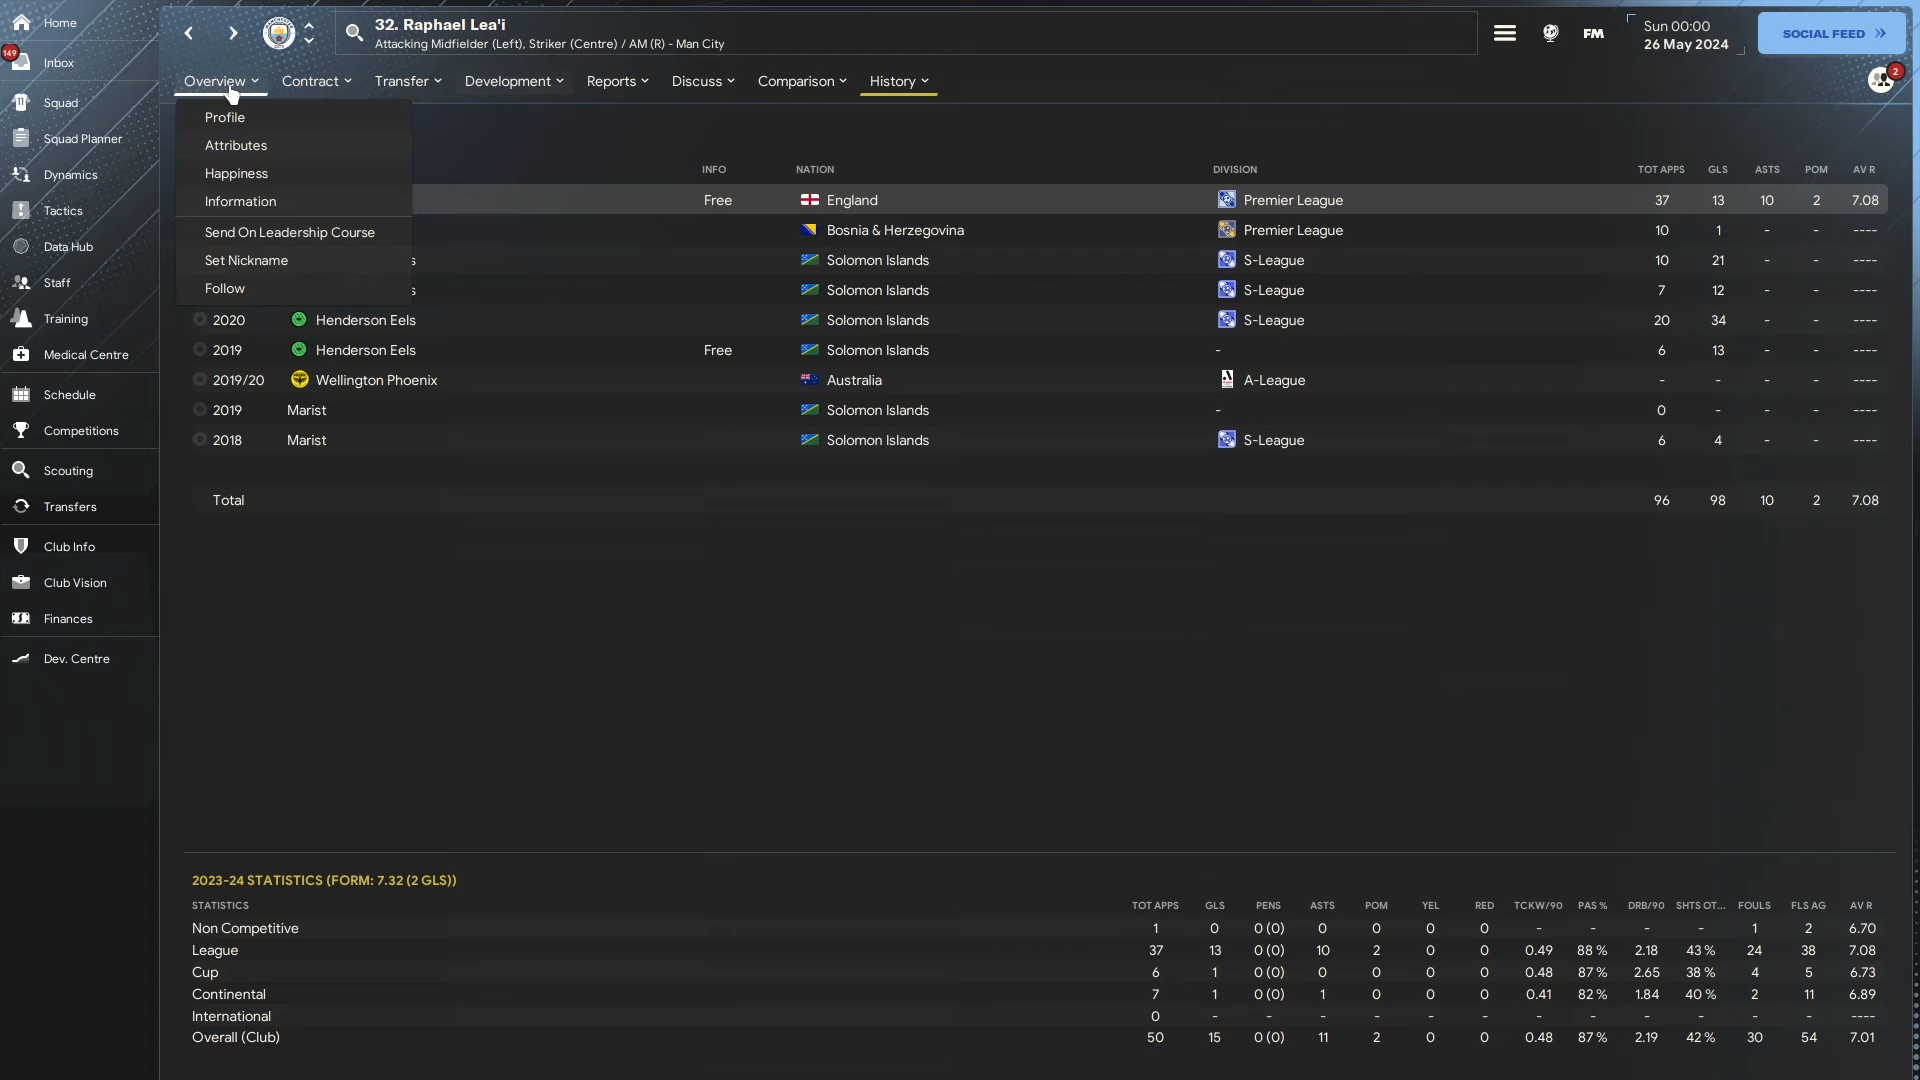 Home
149
Inbox
Squad
Squad Planner
Dynamics
Tactics
Data Hub
Staff
Training
Medical Centre
Schedule
Competitions
Scouting
Transfers
Club Info
Club Vision
Finances
Dev. Centre
32. Raphael Lea'i
Attacking Midfielder (Left), Striker (Centre) / AM (R) - Man City
FM
Sun 00:00
26 May 2024
SOCIAL FEED
2
Overview Contract Transfer Development Reports Discuss Comparison History
Profile
Attributes
Happiness
Information
Send On Leadership Course
Set Nickname
Follow
INFO NATION DIVISION TOT APPS GLS ASTS POM AV R
Free England Premier League 37 13 10 2 7.08
Bosnia & Herzegovina Premier League 10 1 - - ----
s Solomon Islands S-League 10 21 - - ----
s Solomon Islands S-League 7 12 - - ----
2020 Henderson Eels Solomon Islands S-League 20 34 - - ----
2019 Henderson Eels Free Solomon Islands - 6 13 - - ----
2019/20 Wellington Phoenix Australia A-League - - - - ----
2019 Marist Solomon Islands - 0 - - - ----
2018 Marist Solomon Islands S-League 6 4 - - ----
Total 96 98 10 2 7.08
2023-24 STATISTICS (FORM: 7.32 (2 GLS))
STATISTICS TOT APPS GLS PENS ASTS POM YEL RED TCKW/90 PAS % DRB/90 SHTS OT... FOULS FLS AG AV R
Non Competitive 1 0 0 (0) 0 0 0 0 - - - - 1 2 6.70
League 37 13 0 (0) 10 2 0 0 0.49 88 % 2.18 43 % 24 38 7.08
Cup 6 1 0 (0) 0 0 0 0 0.48 87 % 2.65 38 % 4 5 6.73
Continental 7 1 0 (0) 1 0 0 0 0.41 82 % 1.84 40 % 2 11 6.89
International 0 - - - - - - - - - - - - ----
Overall (Club) 50 15 0 (0) 11 2 0 0 0.48 87 % 2.19 42 % 30 54 7.01